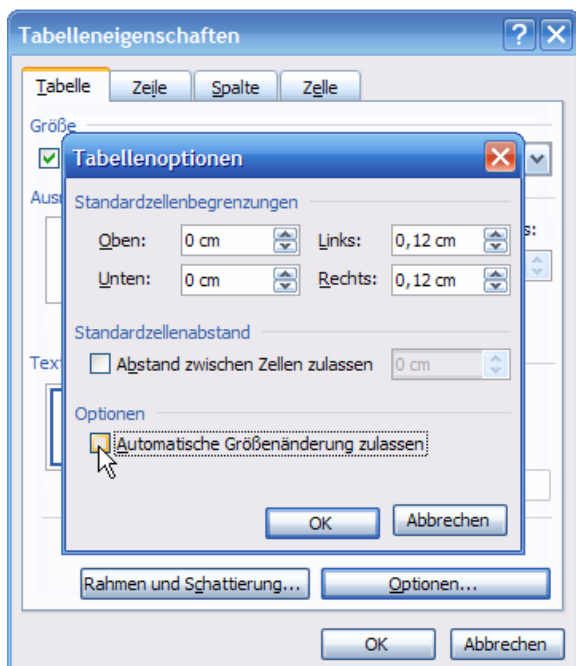 Tabelleneigenschaften
Tabelle Zeile Spalte Zelle
Größe
Tabellenoptionen
Standardzellenbegrenzungen
Oben: 0 cm Links: 0,12 cm
Unten: 0 cm Rechts: 0,12 cm
Standardzellenabstand
Abstand zwischen Zellen zulassen 0 cm
Optionen
Automatische Größenänderung zulassen
OK Abbrechen
Rahmen und Schattierung... Optionen...
OK Abbrechen